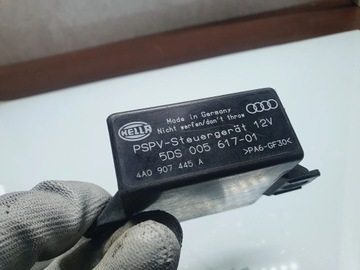 HELLA
Made in Germany
Nicht werfen/don't throw
PSPV-Steuergerät 12V
5DS 005 617-01
4A0 907 445 A
>PA6-GF30<